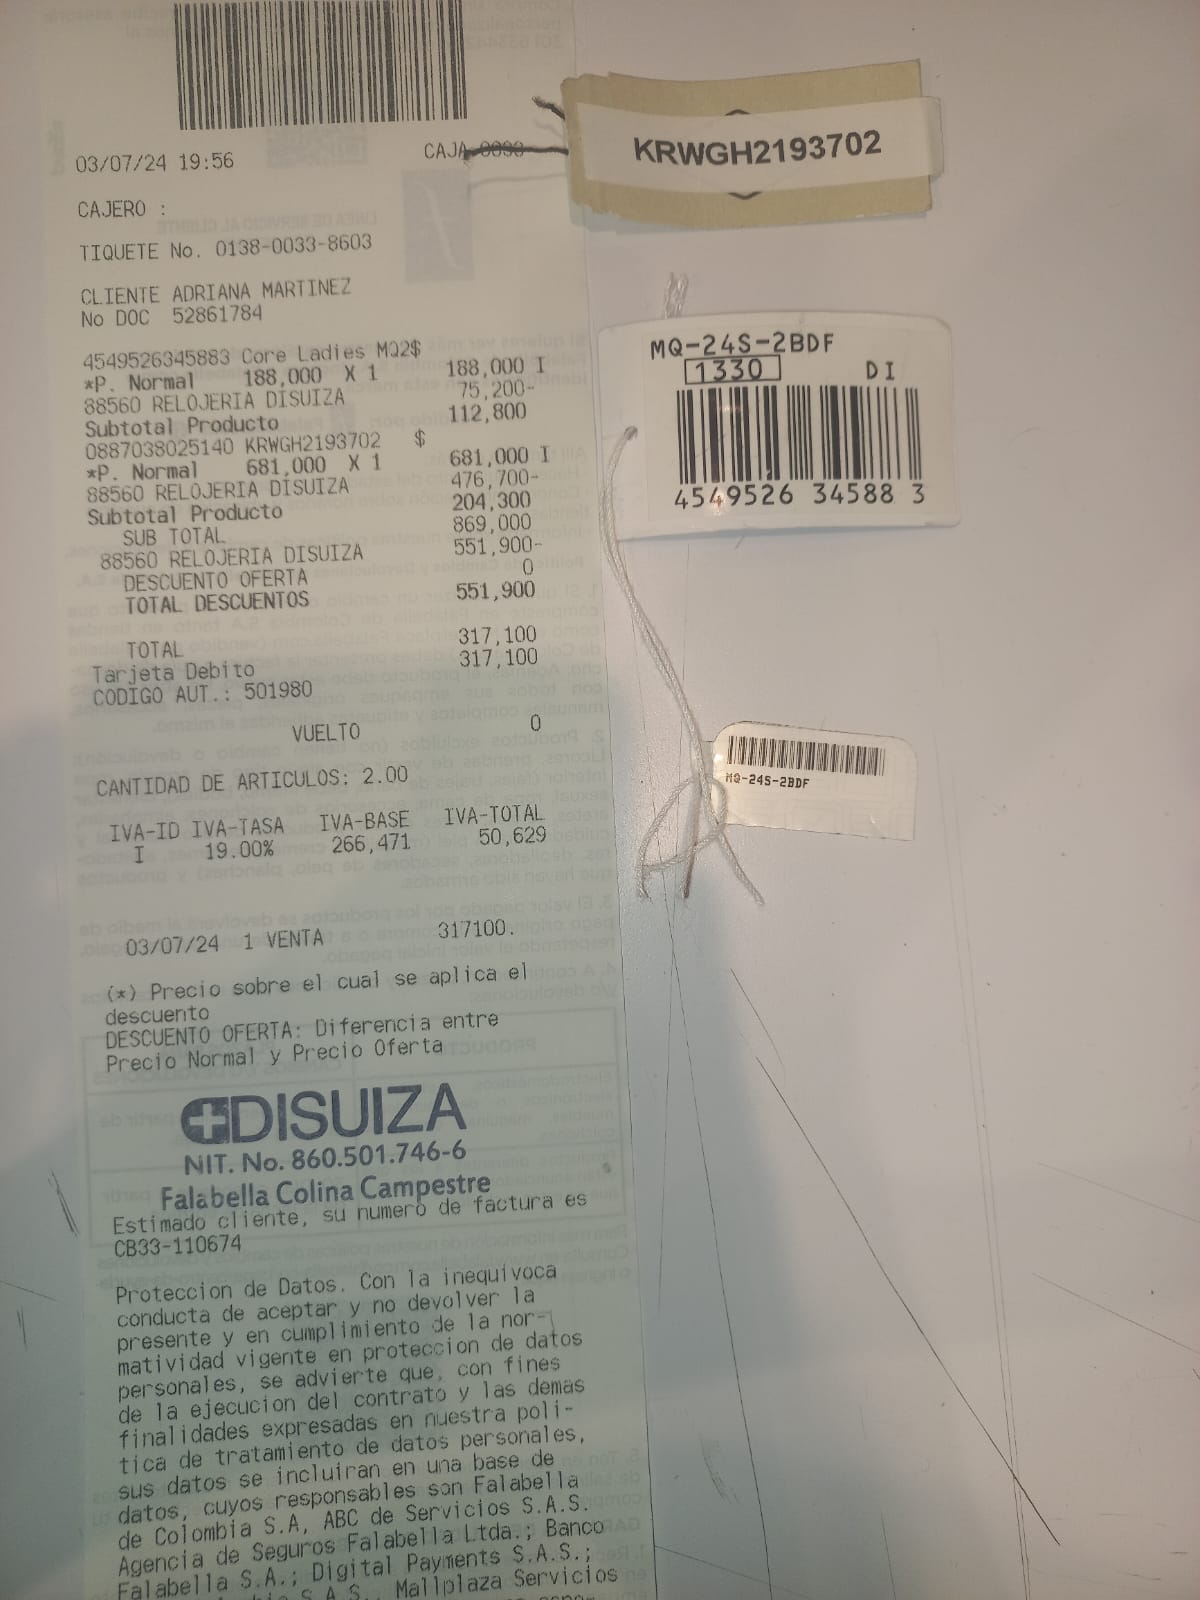 03/07/24 19:56 CAJA 0033
CAJERO :
TIQUETE No. 0138-0033-8603
CLIENTE ADRIANA MARTINEZ
No DOC 52861784
4549526345883 Core Ladies MQ2$
*P. Normal 188,000 X 1 188,000 I
88560 RELOJERIA DISUIZA 75,200-
Subtotal Producto 112,800
0887038025140 KRWGH2193702 $
*P. Normal 681,000 X 1 681,000 I
88560 RELOJERIA DISUIZA 476,700-
Subtotal Producto 204,300
SUB TOTAL 869,000
88560 RELOJERIA DISUIZA 551,900-
DESCUENTO OFERTA 0
TOTAL DESCUENTOS 551,900
TOTAL 317,100
Tarjeta Debito 317,100
CODIGO AUT.: 501980
VUELTO 0
CANTIDAD DE ARTICULOS: 2.00
IVA-ID IVA-TASA IVA-BASE IVA-TOTAL
I 19.00% 266,471 50,629
03/07/24 1 VENTA 317100.
(*) Precio sobre el cual se aplica el
descuento
DESCUENTO OFERTA: Diferencia entre
Precio Normal y Precio Oferta
DISUIZA
NIT. No. 860.501.746-6
Falabella Colina Campestre
Estimado cliente, su numero de factura es
CB33-110674
Proteccion de Datos. Con la inequivoca
conducta de aceptar y no devolver la
presente y en cumplimiento de la nor-
matividad vigente en proteccion de datos
personales, se advierte que, con fines
de la ejecucion del contrato y las demas
finalidades expresadas en nuestra poli-
tica de tratamiento de datos personales,
sus datos se incluiran en una base de
datos, cuyos responsables son Falabella
de Colombia S.A, ABC de Servicios S.A.S.
Agencia de Seguros Falabella Ltda.; Banco
Falabella S.A.; Digital Payments S.A.S.;
S.A.S., Mallplaza Servicios
KRWGH2193702
MQ-24S-2BDF
1330 DI
4549526 34588 3
MQ-24S-2BDF